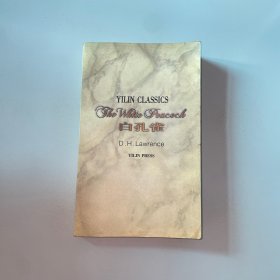 YILIN CLASSICS
The White Peacock
白孔雀
D. H. Lawrence
YILIN PRESS